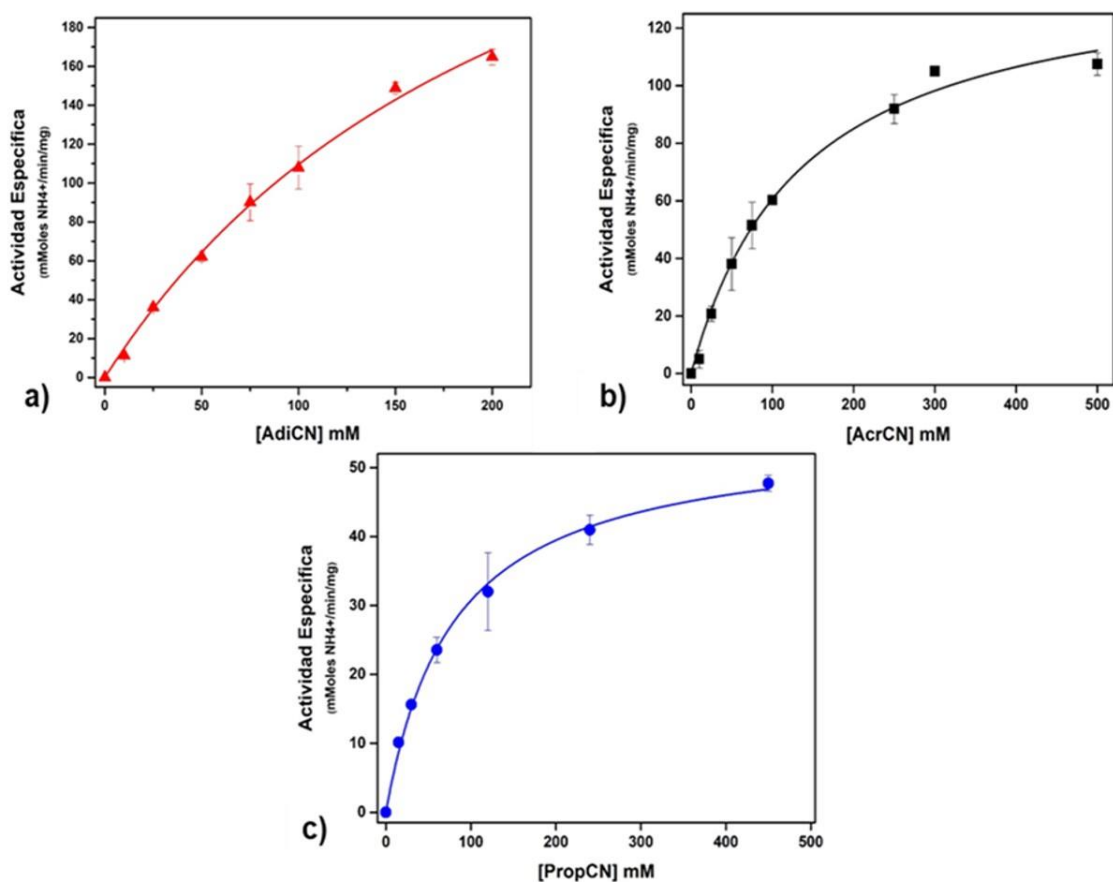 180
160
140
120
100
80
60
40
20
0
Actividad Especifica
(mMoles NH4+/min/mg)
0 50 100 150 200
[AdiCN] mM
a)
120
100
80
60
40
20
0
Actividad Especifica
(mMoles NH4+/min/mg)
0 100 200 300 400 500
[AcrCN] mM
b)
50
40
30
20
10
0
Actividad Especifica
(mMoles NH4+/min/mg)
0 100 200 300 400 500
[PropCN] mM
c)